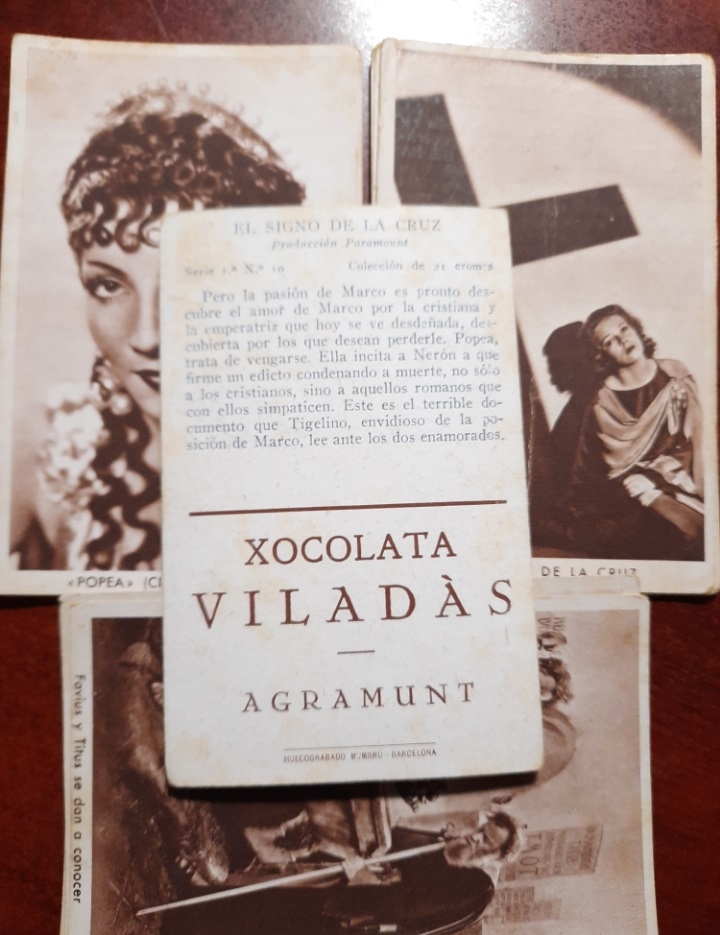 EL SIGNO DE LA CRUZ
Producción Paramount
Serie 1.ª N.º 10 Colección de 21 cromos
Pero la pasión de Marco es pronto des-
cubre el amor de Marco por la cristiana y
la emperatriz que hoy se ve desdeñada, des-
cubierta por los que desean perderle. Popea,
trata de vengarse. Ella incita a Nerón a que
firme un edicto condenando a muerte, no sólo
a los cristianos, sino a aquellos romanos que
con ellos simpaticen. Este es el terrible do-
cumento que Tigelino, envidioso de la po-
sición de Marco, lee ante los dos enamorados.
XOCOLATA
VILADÀS
AGRAMUNT
HUECOGRABADO MUMBRÚ - BARCELONA
«POPEA» (Cl
DE LA CRUZ
Favius y Titus se dan a conocer